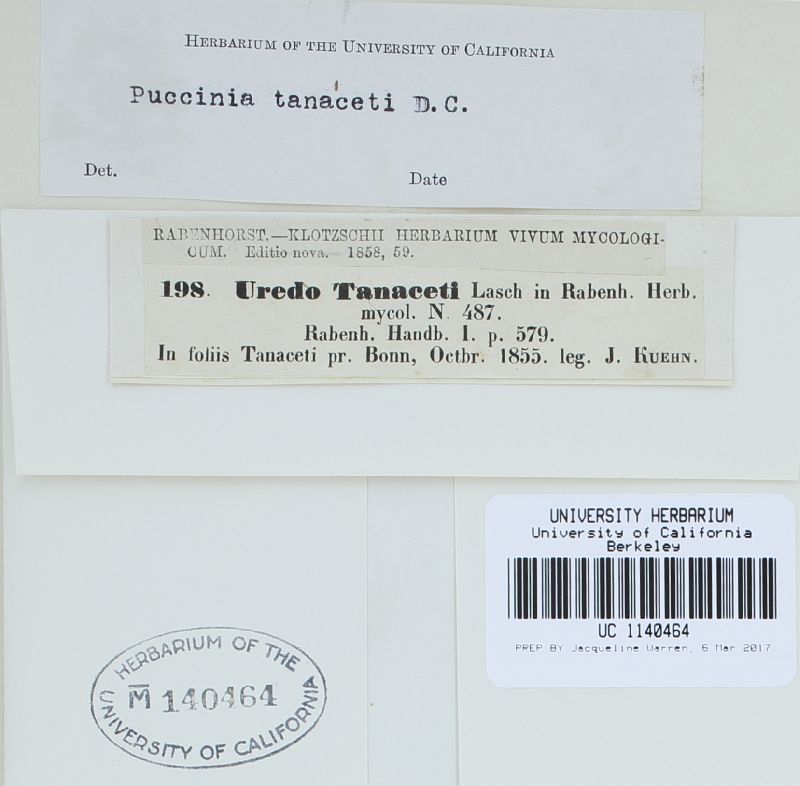 HERBARIUM OF THE UNIVERSITY OF CALIFORNIA
Puccinia tanaceti D.C.
Det.
Date
RABENHORST.—KLOTZSCHII HERBARIUM VIVUM MYCOLOGI-
CUM. Editio nova. 1858, 59.
198. Uredo Tanaceti Lasch in Rabenh. Herb.
mycol. N. 487.
Rabenh. Handb. I. p. 579.
In foliis Tanaceti pr. Bonn, Octbr. 1855. leg. J. KUEHN.
UNIVERSITY HERBARIUM
University of California
Berkeley
UC 1140464
PREP BY Jacqueline Warren, 6 Mar 2017
HERBARIUM OF THE
M̅ 140464
UNIVERSITY OF CALIFORNIA